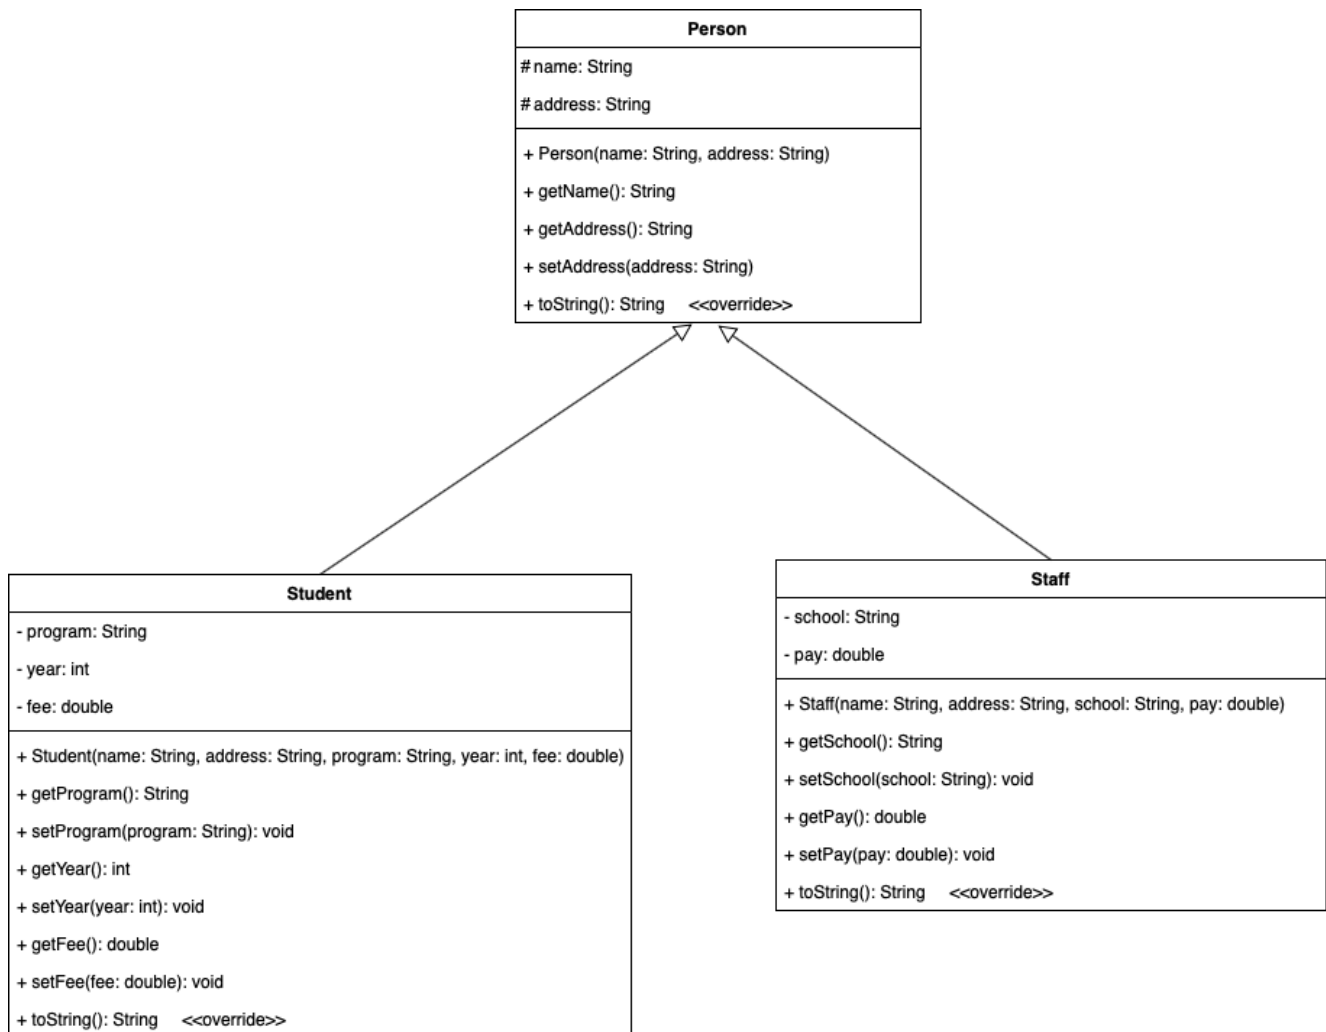 Person
# name: String
# address: String
+ Person(name: String, address: String)
+ getName(): String
+ getAddress(): String
+ setAddress(address: String)
+ toString(): String <<override>>
Student
- program: String
- year: int
- fee: double
+ Student(name: String, address: String, program: String, year: int, fee: double)
+ getProgram(): String
+ setProgram(program: String): void
+ getYear(): int
+ setYear(year: int): void
+ getFee(): double
+ setFee(fee: double): void
+ toString(): String <<override>>
Staff
- school: String
- pay: double
+ Staff(name: String, address: String, school: String, pay: double)
+ getSchool(): String
+ setSchool(school: String): void
+ getPay(): double
+ setPay(pay: double): void
+ toString(): String <<override>>